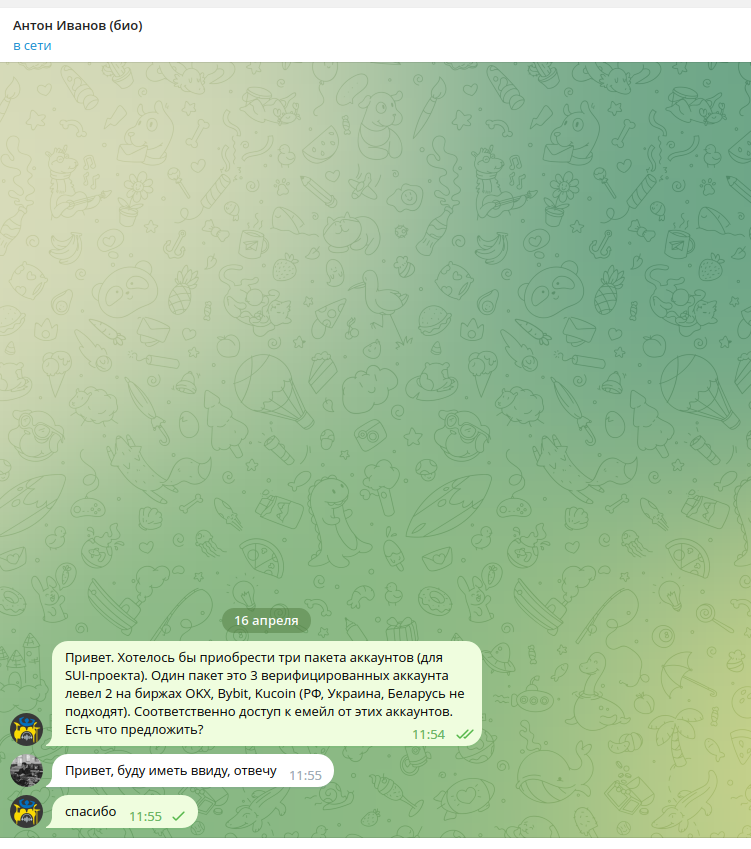 Антон Иванов (био)
в сети
16 апреля
Привет. Хотелось бы приобрести три пакета аккаунтов (для
SUI-проекта). Один пакет это 3 верифицированных аккаунта
левел 2 на биржах OKX, Bybit, Kucoin (РФ, Украина, Беларусь не
подходят). Соответственно доступ к емейл от этих аккаунтов.
Есть что предложить?
11:54
Привет, буду иметь ввиду, отвечу 11:55
спасибо 11:55